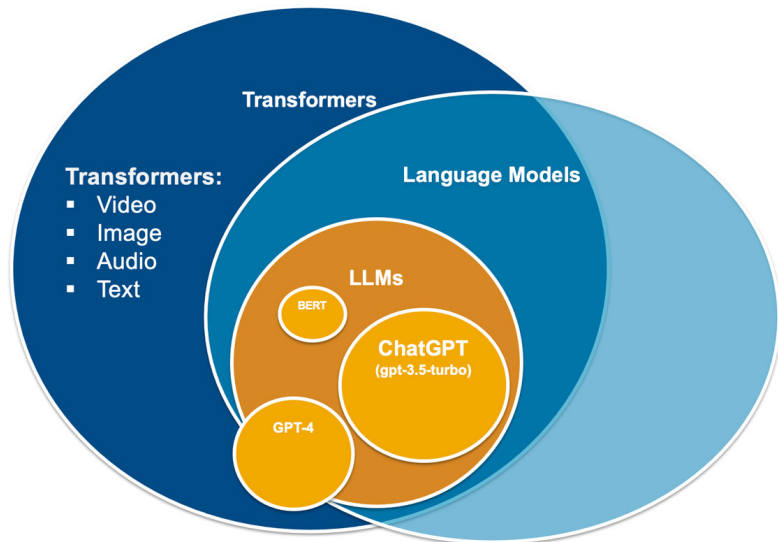 Transformers
Language Models
Transformers:
▪ Video
▪ Image
▪ Audio
▪ Text
LLMs
BERT
ChatGPT
(gpt-3.5-turbo)
GPT-4